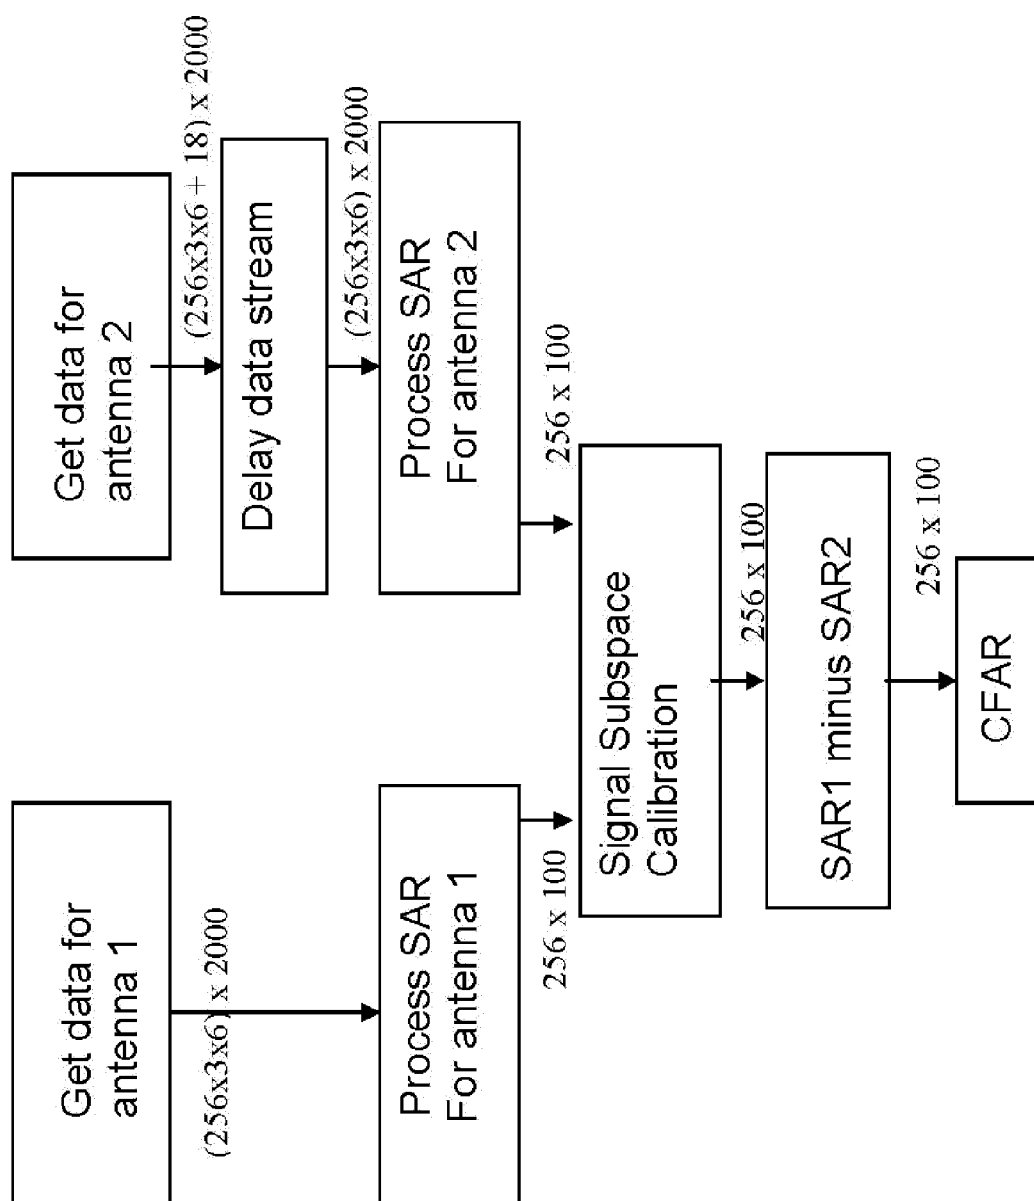 Get data for
antenna 1
(256x3x6) x 2000
Process SAR
For antenna 1
256 x 100
Get data for
antenna 2
(256x3x6 + 18) x 2000
Delay data stream
(256x3x6) x 2000
Process SAR
For antenna 2
256 x 100
Signal Subspace
Calibration
256 x 100
SAR1 minus SAR2
256 x 100
CFAR